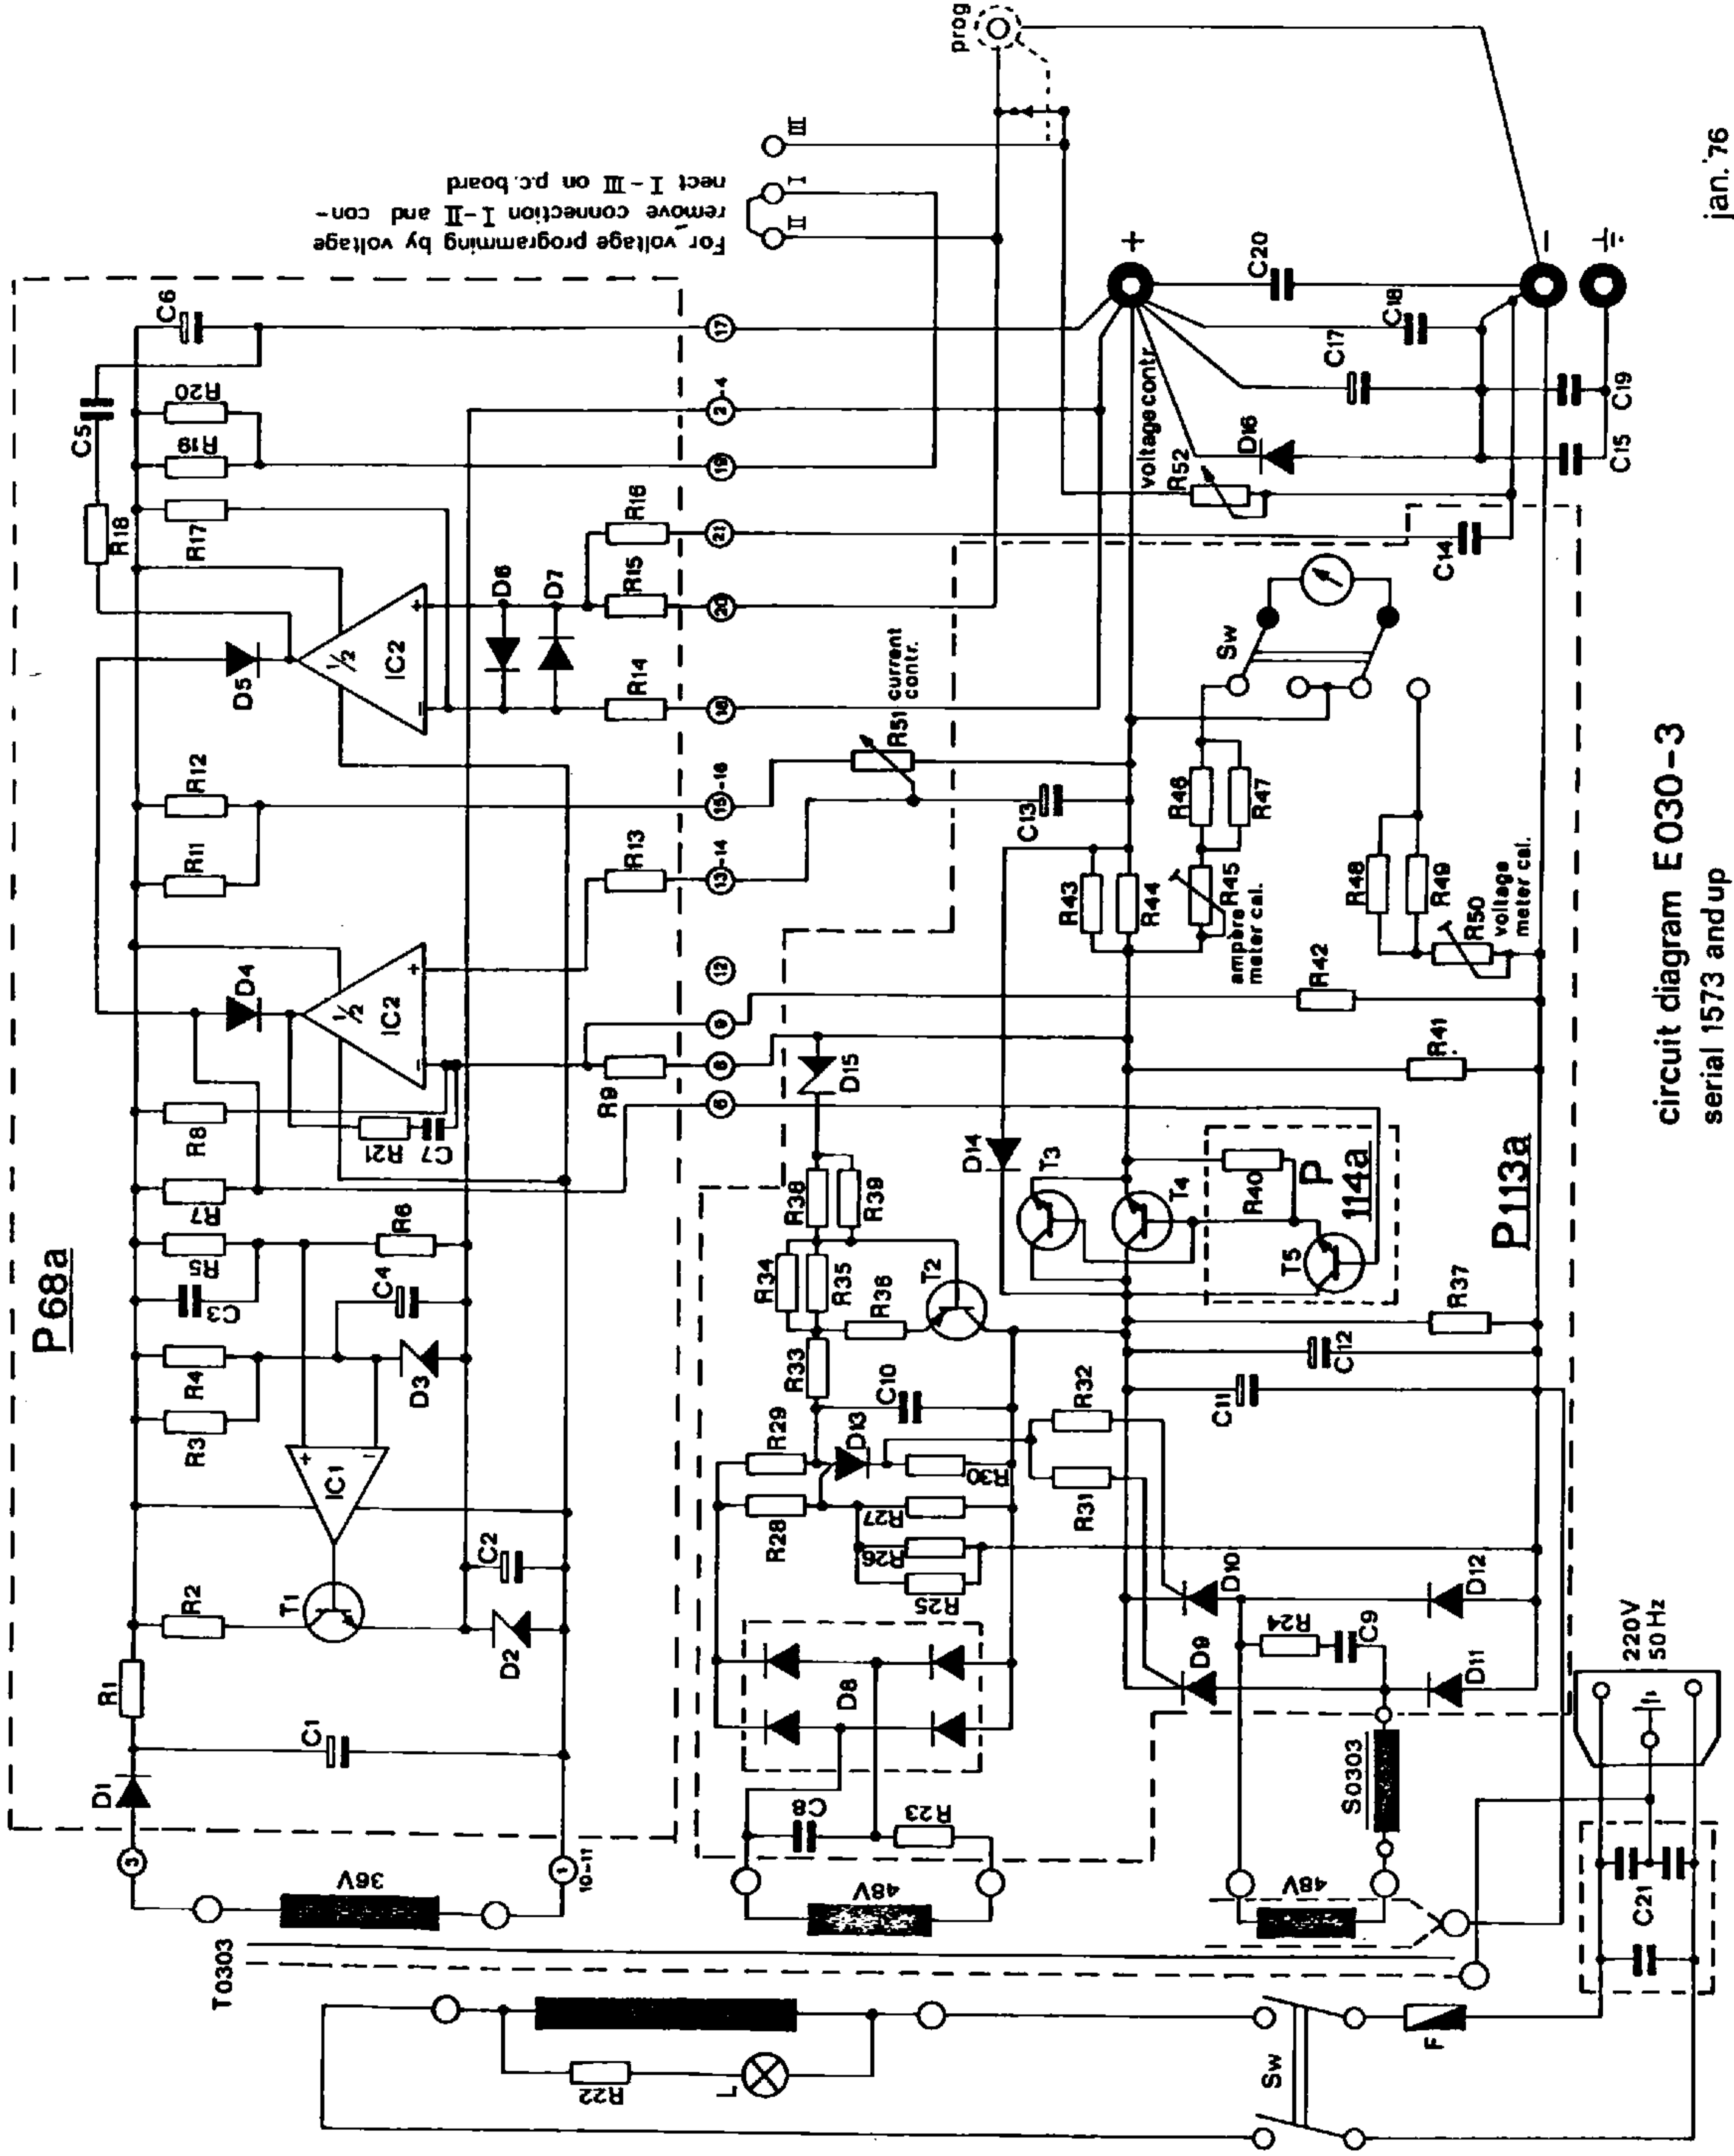 P68a
D1
R1
C1
3
36V
1
10-11
T0303
R2
T1
D2
C2
IC1
+
−
R3
R4
D3
C3
R5
C4
R6
R7
R8
R21
C7
D4
½
IC2
−
+
R9
R11
R12
R13
D5
½
IC2
−
+
R14
D6
D7
R15
R16
R17
R18
R19
R20
C5
C6
6
8
9
12
13-14
15-16
18
20
21
19
2-4
17
For voltage programming by voltage
remove connection I-II and con-
nect I-III on p.c. board
II
I
III
prog
48V
C8
R23
D8
R28
R29
R25
R26
R27
D13
R30
C10
R33
R34
R35
R36
T2
R38
R39
D15
R31
R32
D14
T3
T4
R40
T5
P
114a
R43
R44
C13
R51 current
contr.
R45
ampere
meter cal.
R46
R47
Sw
R48
R49
R50
voltage
meter cal.
R52
voltage contr.
D16
C14
C17
C18
C20
C15
C19
+
−
48V
S0303
R24
C9
D9
D10
D11
D12
C11
C12
R37
R41
R42
P113a
R22
L
Sw
F
C21
220V
50Hz
circuit diagram E030-3
serial 1573 and up
jan.'76